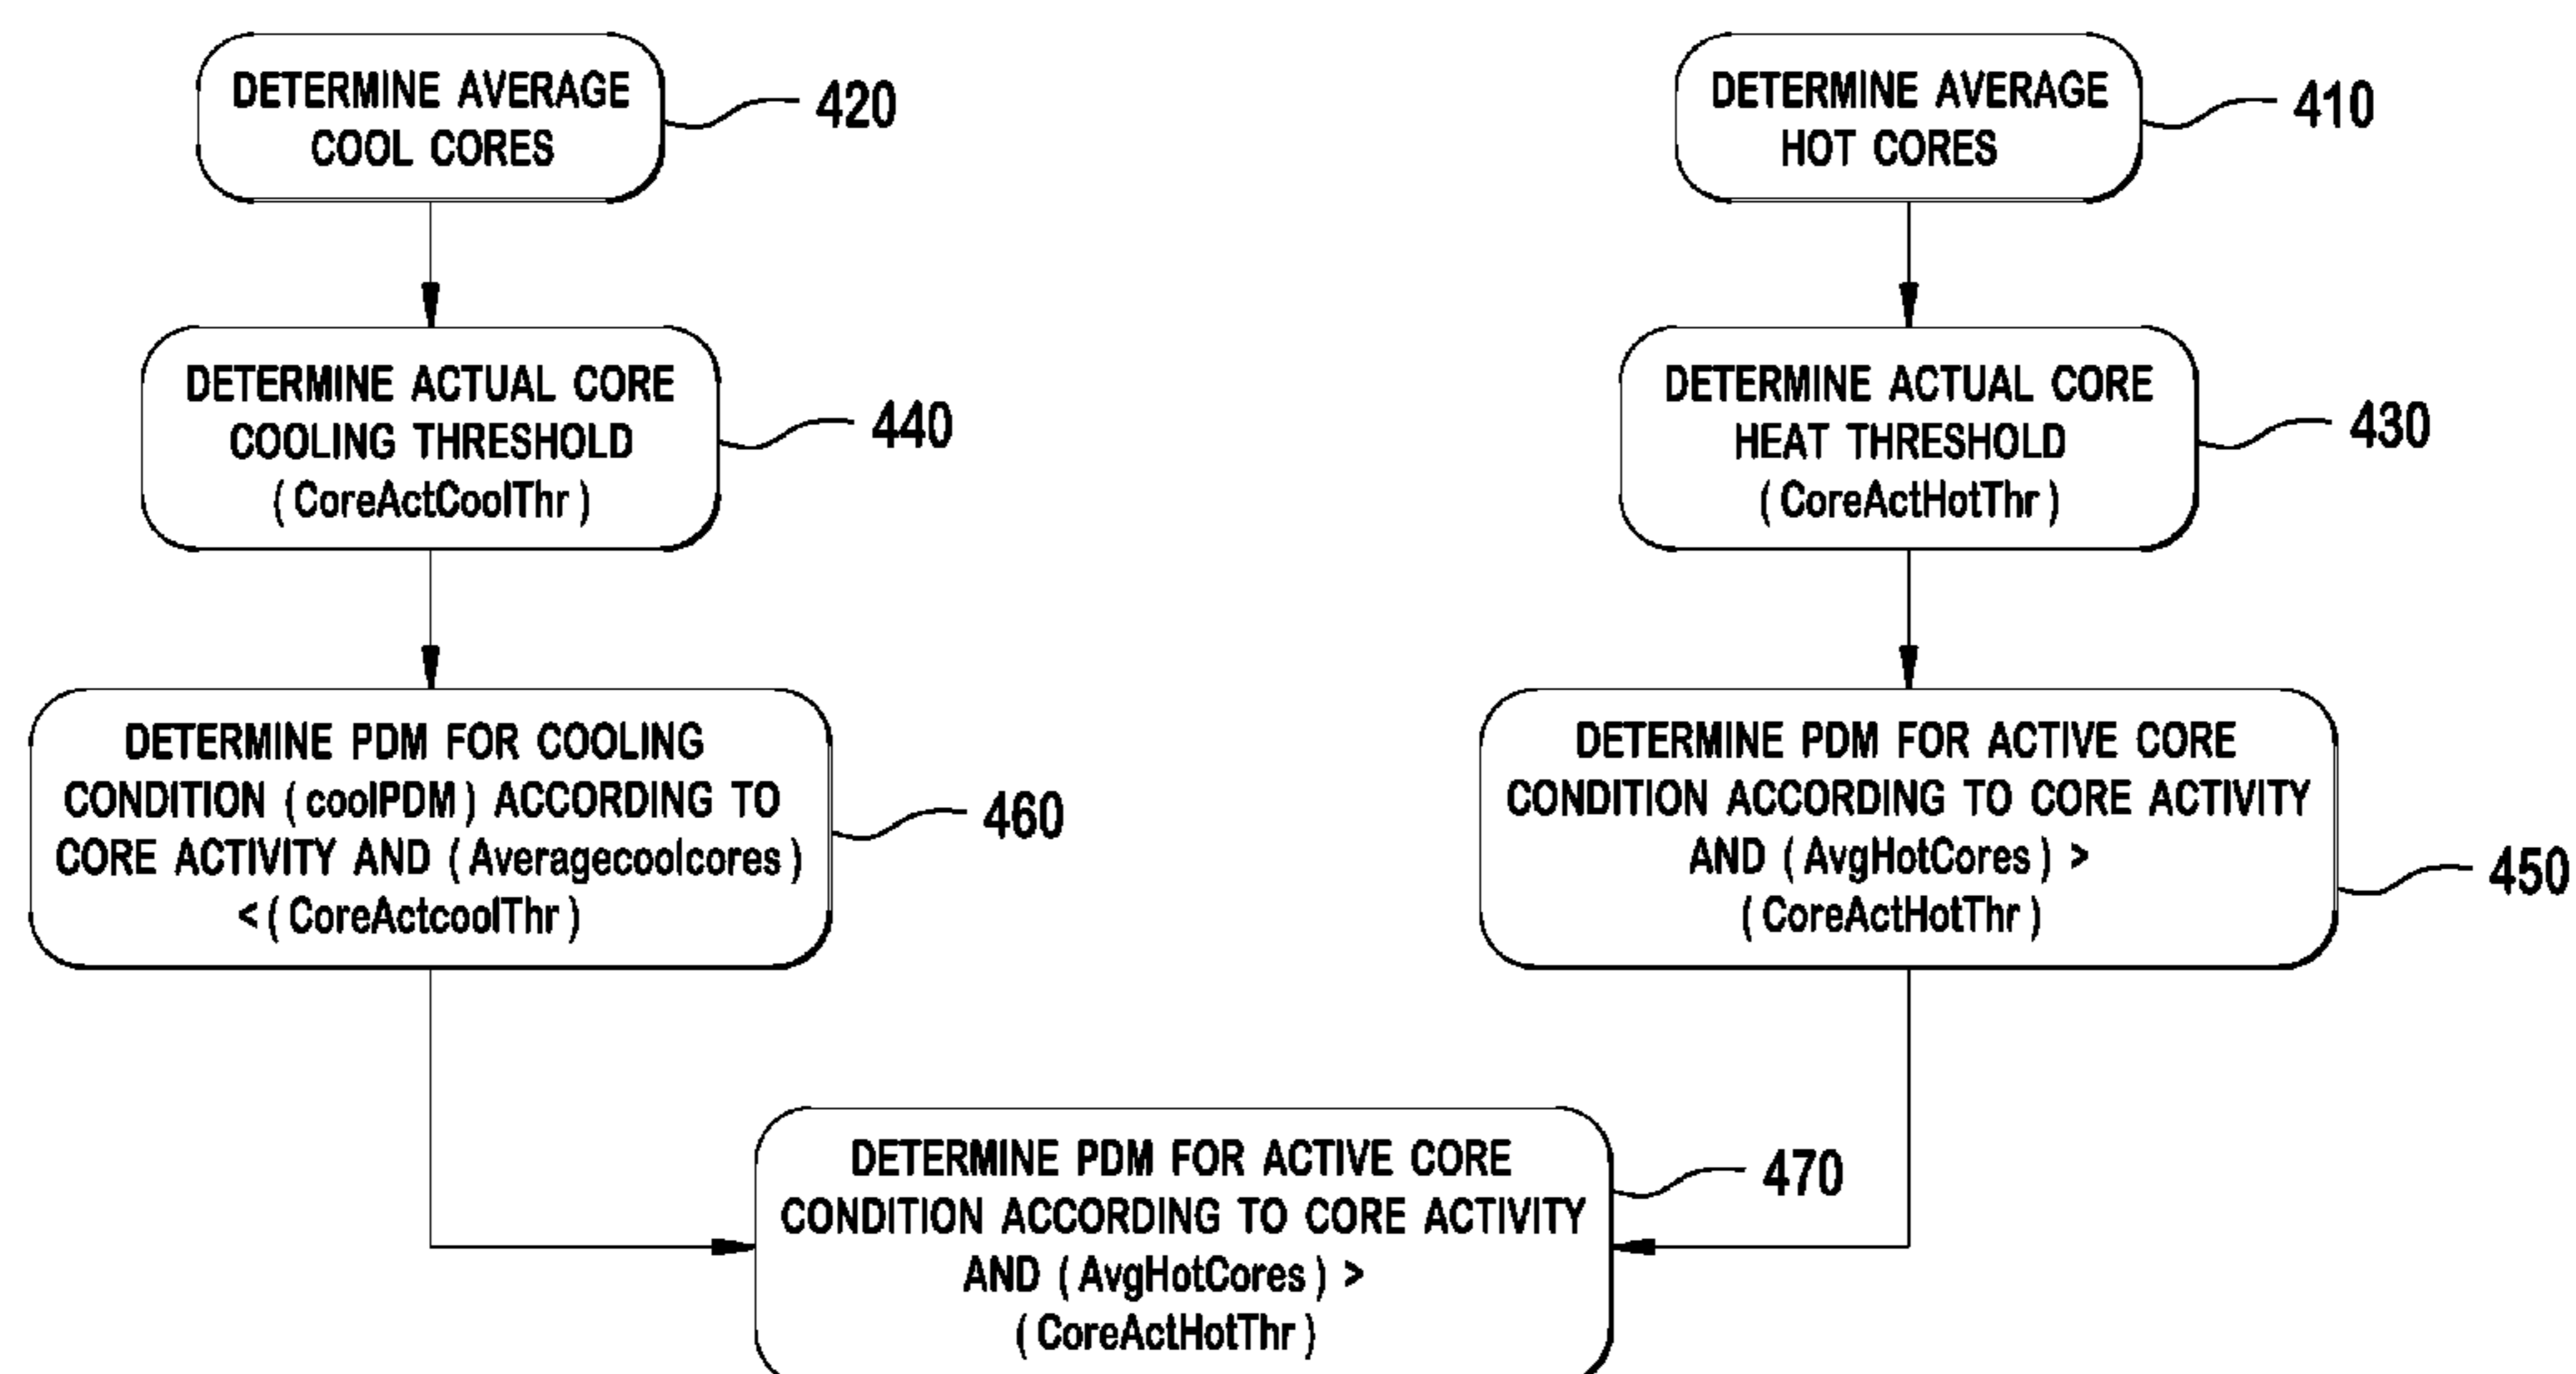 DETERMINE AVERAGE
COOL CORES
420
DETERMINE AVERAGE
HOT CORES
410
DETERMINE ACTUAL CORE
COOLING THRESHOLD
(CoreActCoolThr)
440
DETERMINE ACTUAL CORE
HEAT THRESHOLD
(CoreActHotThr)
430
DETERMINE PDM FOR COOLING
CONDITION (coolPDM) ACCORDING TO
CORE ACTIVITY AND (Averagecoolcores)
<(CoreActcoolThr)
460
DETERMINE PDM FOR ACTIVE CORE
CONDITION ACCORDING TO CORE ACTIVITY
AND (AvgHotCores) >
(CoreActHotThr)
450
DETERMINE PDM FOR ACTIVE CORE
CONDITION ACCORDING TO CORE ACTIVITY
AND (AvgHotCores) >
(CoreActHotThr)
470